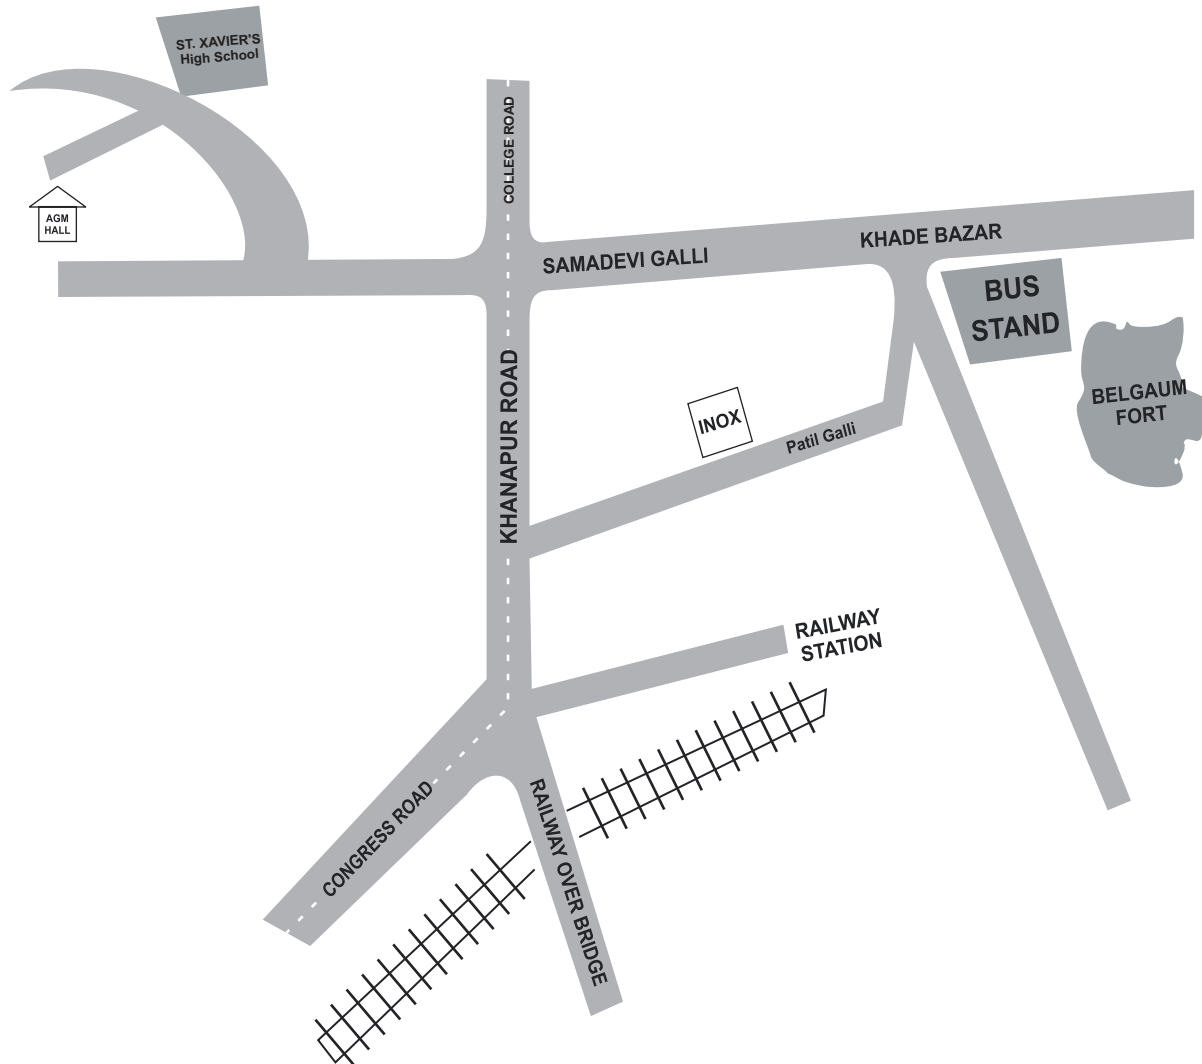 ST. XAVIER'S
High School
COLLEGE ROAD
AGM
HALL
SAMADEVI GALLI
KHADE BAZAR
BUS
STAND
BELGAUM
FORT
KHANAPUR ROAD
INOX
Patil Galli
RAILWAY
STATION
CONGRESS ROAD
RAILWAY OVER BRIDGE